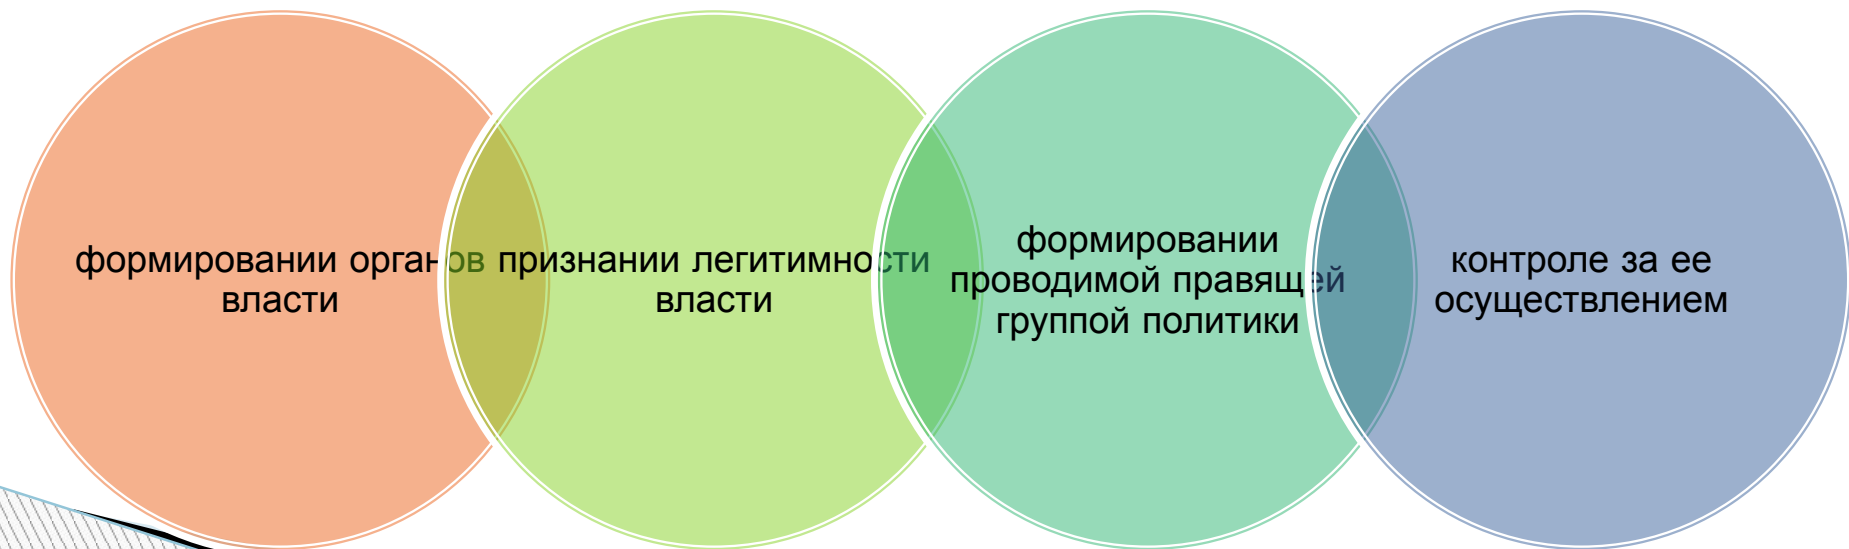 формировании органов
власти
признании легитимности
власти
формировании
проводимой правящей
группой политики
контроле за ее
осуществлением